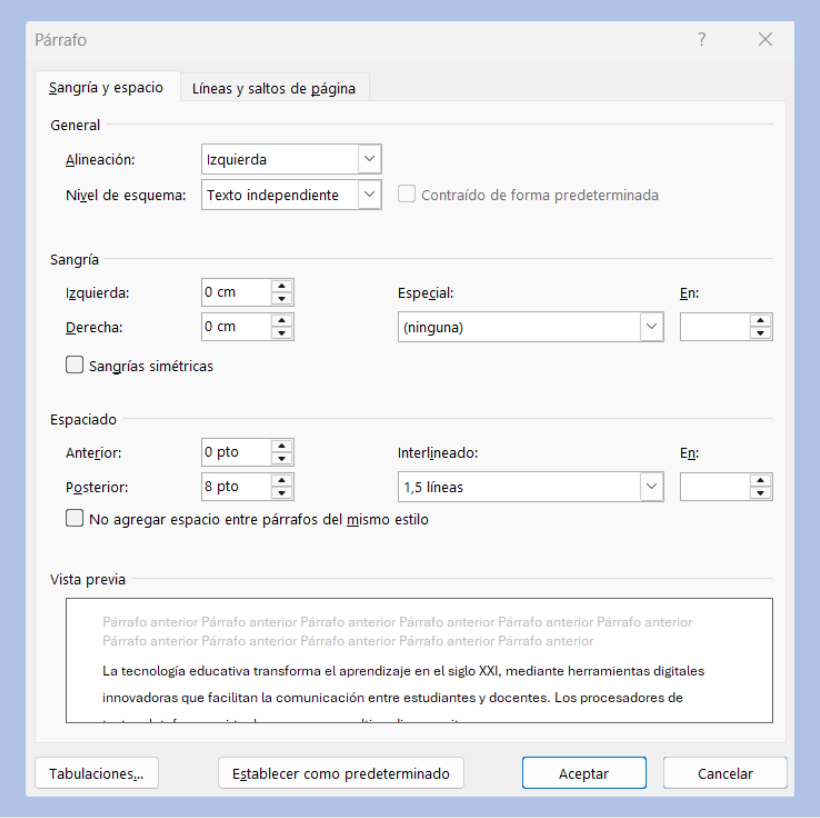 Párrafo ?
Sangría y espacio Líneas y saltos de página
General
Alineación: Izquierda
Nivel de esquema: Texto independiente Contraído de forma predeterminada
Sangría
Izquierda: 0 cm Especial: En:
Derecha: 0 cm (ninguna)
Sangrías simétricas
Espaciado
Anterior: 0 pto Interlineado: En:
Posterior: 8 pto 1,5 líneas
No agregar espacio entre párrafos del mismo estilo
Vista previa
Párrafo anterior Párrafo anterior Párrafo anterior Párrafo anterior Párrafo anterior Párrafo anterior
Párrafo anterior Párrafo anterior Párrafo anterior Párrafo anterior Párrafo anterior
La tecnología educativa transforma el aprendizaje en el siglo XXI, mediante herramientas digitales
innovadoras que facilitan la comunicación entre estudiantes y docentes. Los procesadores de
Tabulaciones... Establecer como predeterminado Aceptar Cancelar